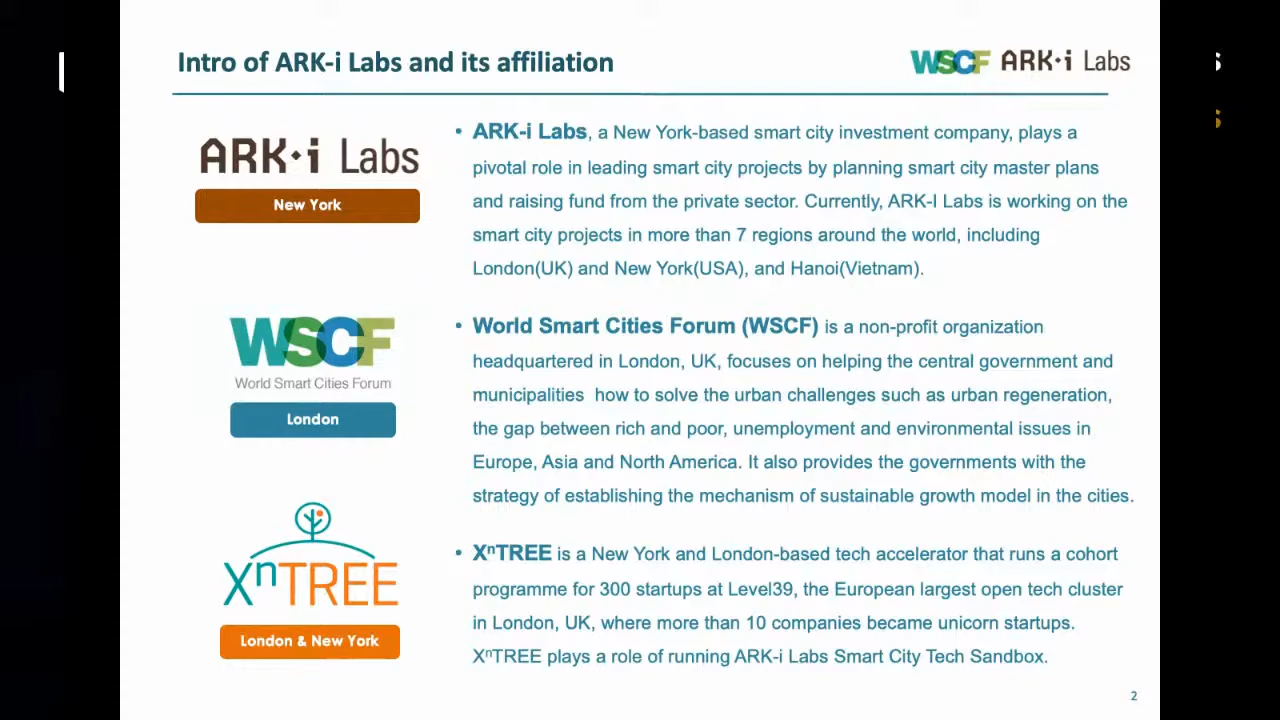 Intro of ARK-i Labs and its affiliation
WSCF ARK·i Labs
ARK·i Labs
New York
• ARK-i Labs, a New York-based smart city investment company, plays a
pivotal role in leading smart city projects by planning smart city master plans
and raising fund from the private sector. Currently, ARK-I Labs is working on the
smart city projects in more than 7 regions around the world, including
London(UK) and New York(USA), and Hanoi(Vietnam).
WSCF
World Smart Cities Forum
London
• World Smart Cities Forum (WSCF) is a non-profit organization
headquartered in London, UK, focuses on helping the central government and
municipalities  how to solve the urban challenges such as urban regeneration,
the gap between rich and poor, unemployment and environmental issues in
Europe, Asia and North America. It also provides the governments with the
strategy of establishing the mechanism of sustainable growth model in the cities.
XⁿTREE
London & New York
• XⁿTREE is a New York and London-based tech accelerator that runs a cohort
programme for 300 startups at Level39, the European largest open tech cluster
in London, UK, where more than 10 companies became unicorn startups.
XⁿTREE plays a role of running ARK-i Labs Smart City Tech Sandbox.
2